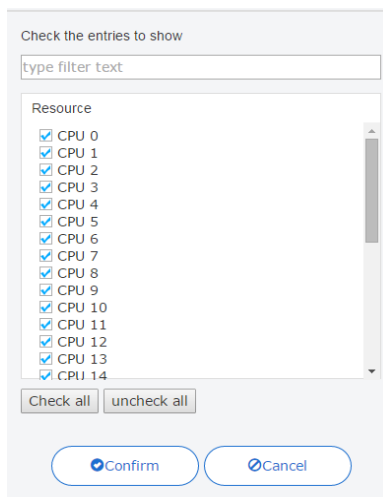 Check the entries to show
type filter text
Resource
CPU 0
CPU 1
CPU 2
CPU 3
CPU 4
CPU 5
CPU 6
CPU 7
CPU 8
CPU 9
CPU 10
CPU 11
CPU 12
CPU 13
CPU 14
Check all uncheck all
Confirm Cancel